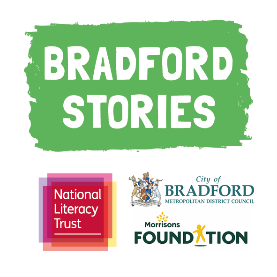 BRADFORD
STORIES
National
Literacy
Trust
City of
BRADFORD
METROPOLITAN DISTRICT COUNCIL
Morrisons
FOUNDATION